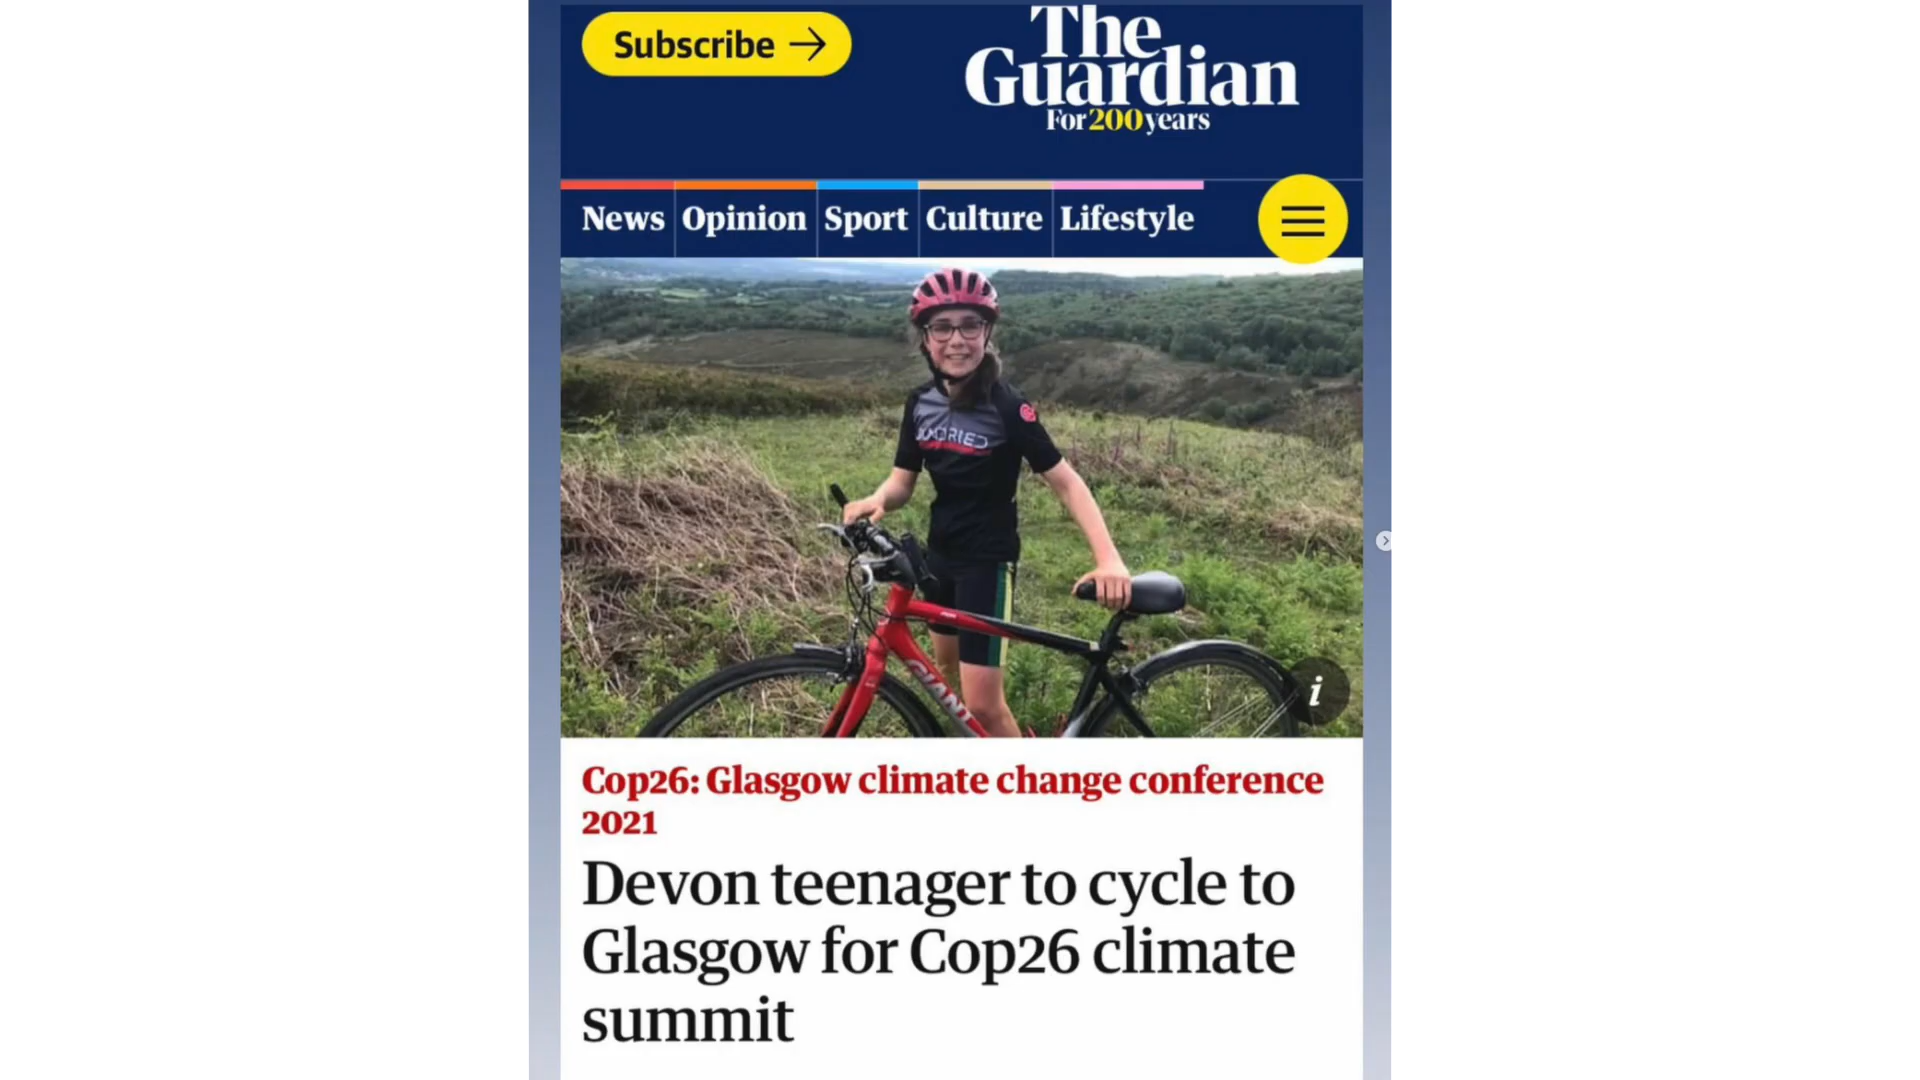 Subscribe →
The
Guardian
For 200 years
News Opinion Sport Culture Lifestyle
GIANT
i
Cop26: Glasgow climate change conference
2021
Devon teenager to cycle to
Glasgow for Cop26 climate
summit